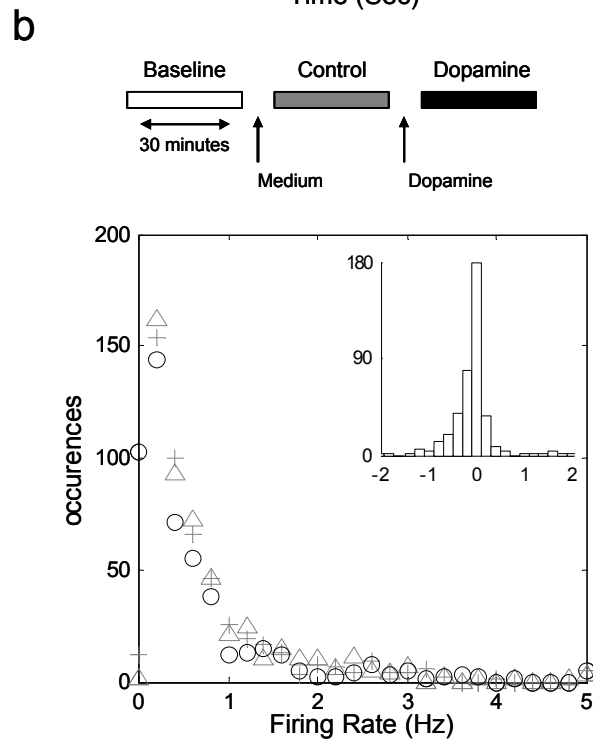 Time (Sec)
b
Baseline Control Dopamine
30 minutes
Medium Dopamine
200
150
100
50
0
occurences
180
90
0
-2 -1 0 1 2
0 1 2 3 4 5
Firing Rate (Hz)